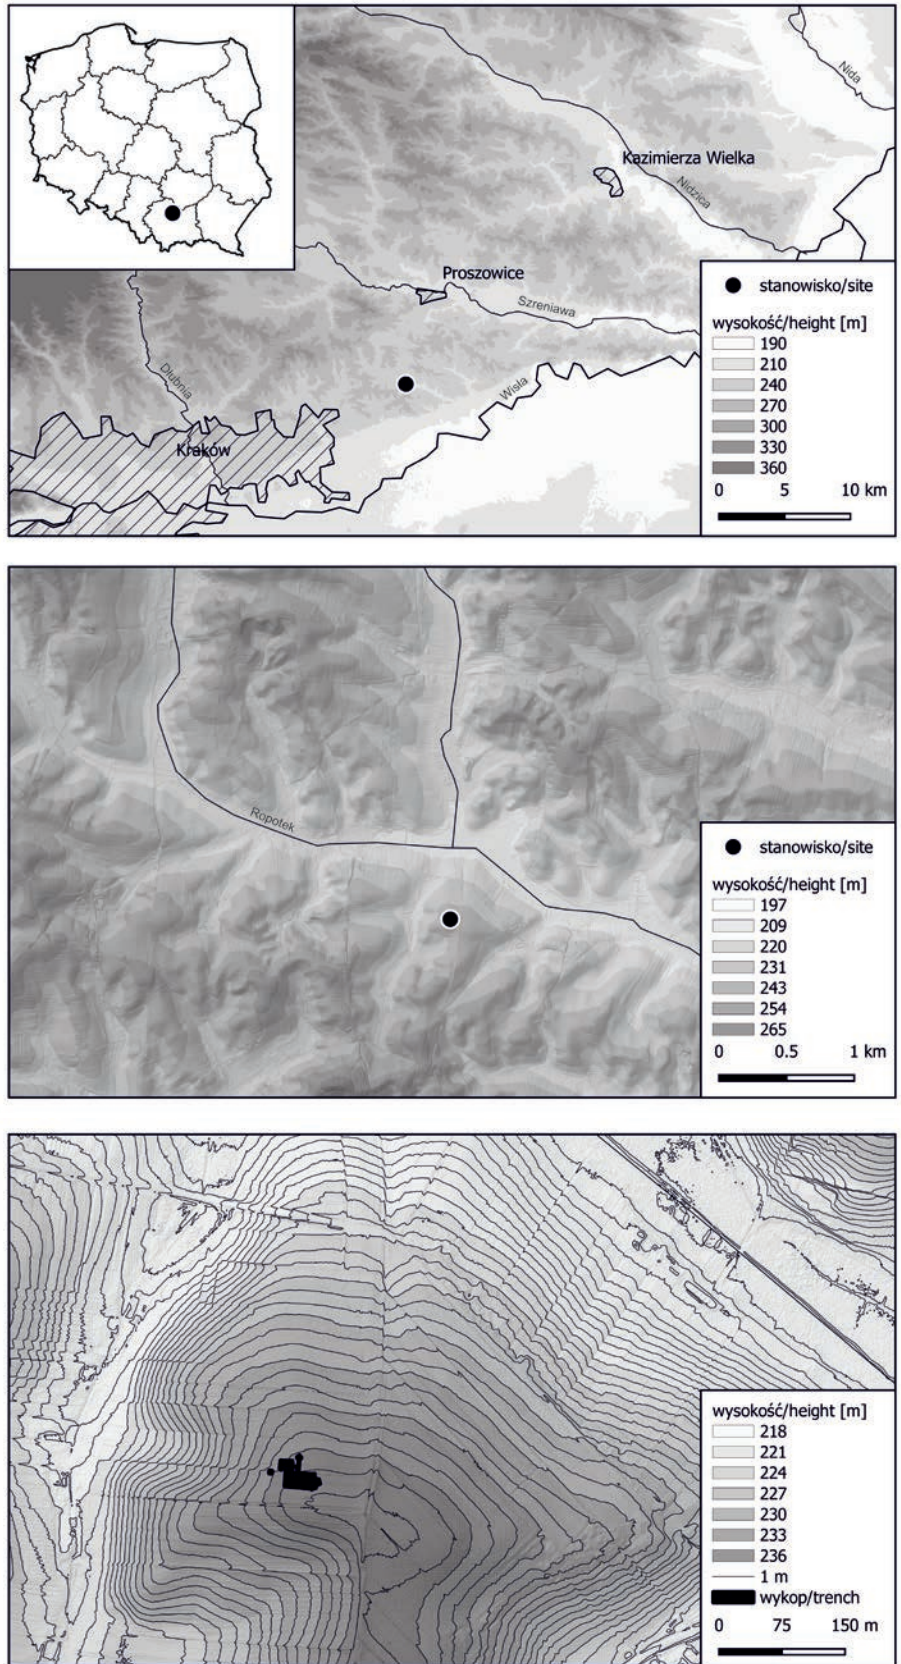 Nida
Kazimierza Wielka
Nidzica
Proszowice
Szreniawa
Dłubnia
Wisła
Kraków
stanowisko/site
wysokość/height [m]
190
210
240
270
300
330
360
0 5 10 km
Ropotek
stanowisko/site
wysokość/height [m]
197
209
220
231
243
254
265
0 0.5 1 km
wysokość/height [m]
218
221
224
227
230
233
236
1 m
wykop/trench
0 75 150 m